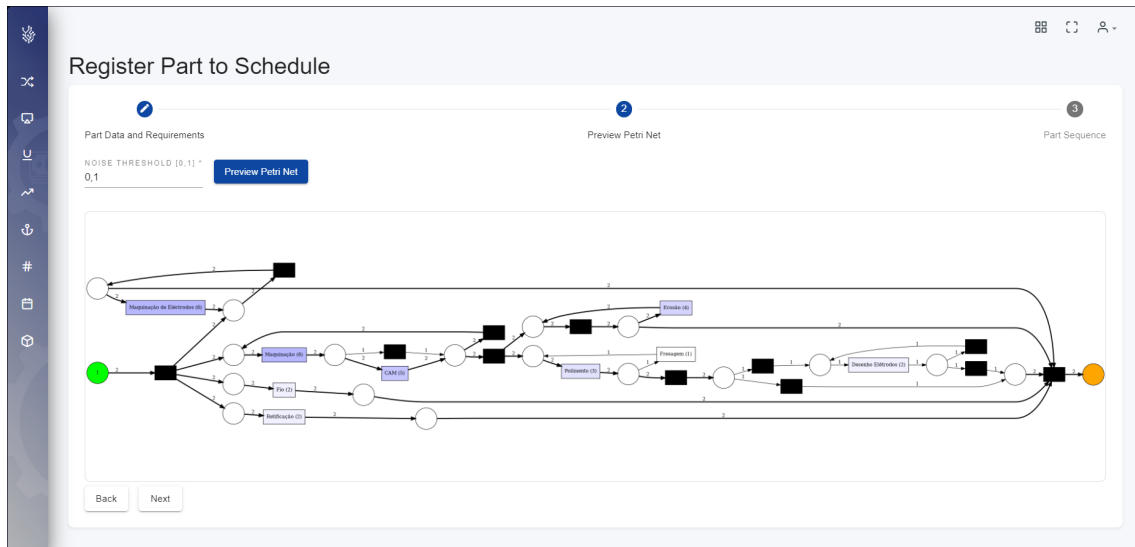 Register Part to Schedule
2
3
Part Data and Requirements
Preview Petri Net
Part Sequence
NOISE THRESHOLD [0,1] *
0,1
Preview Petri Net
Maquinação de Eléctrodos (6)
Erosão (4)
Maquinação (6)
CAM (5)
Fresagem (1)
Polimento (3)
Desenho Elétrodos (2)
Fio (2)
Retificação (2)
Back
Next